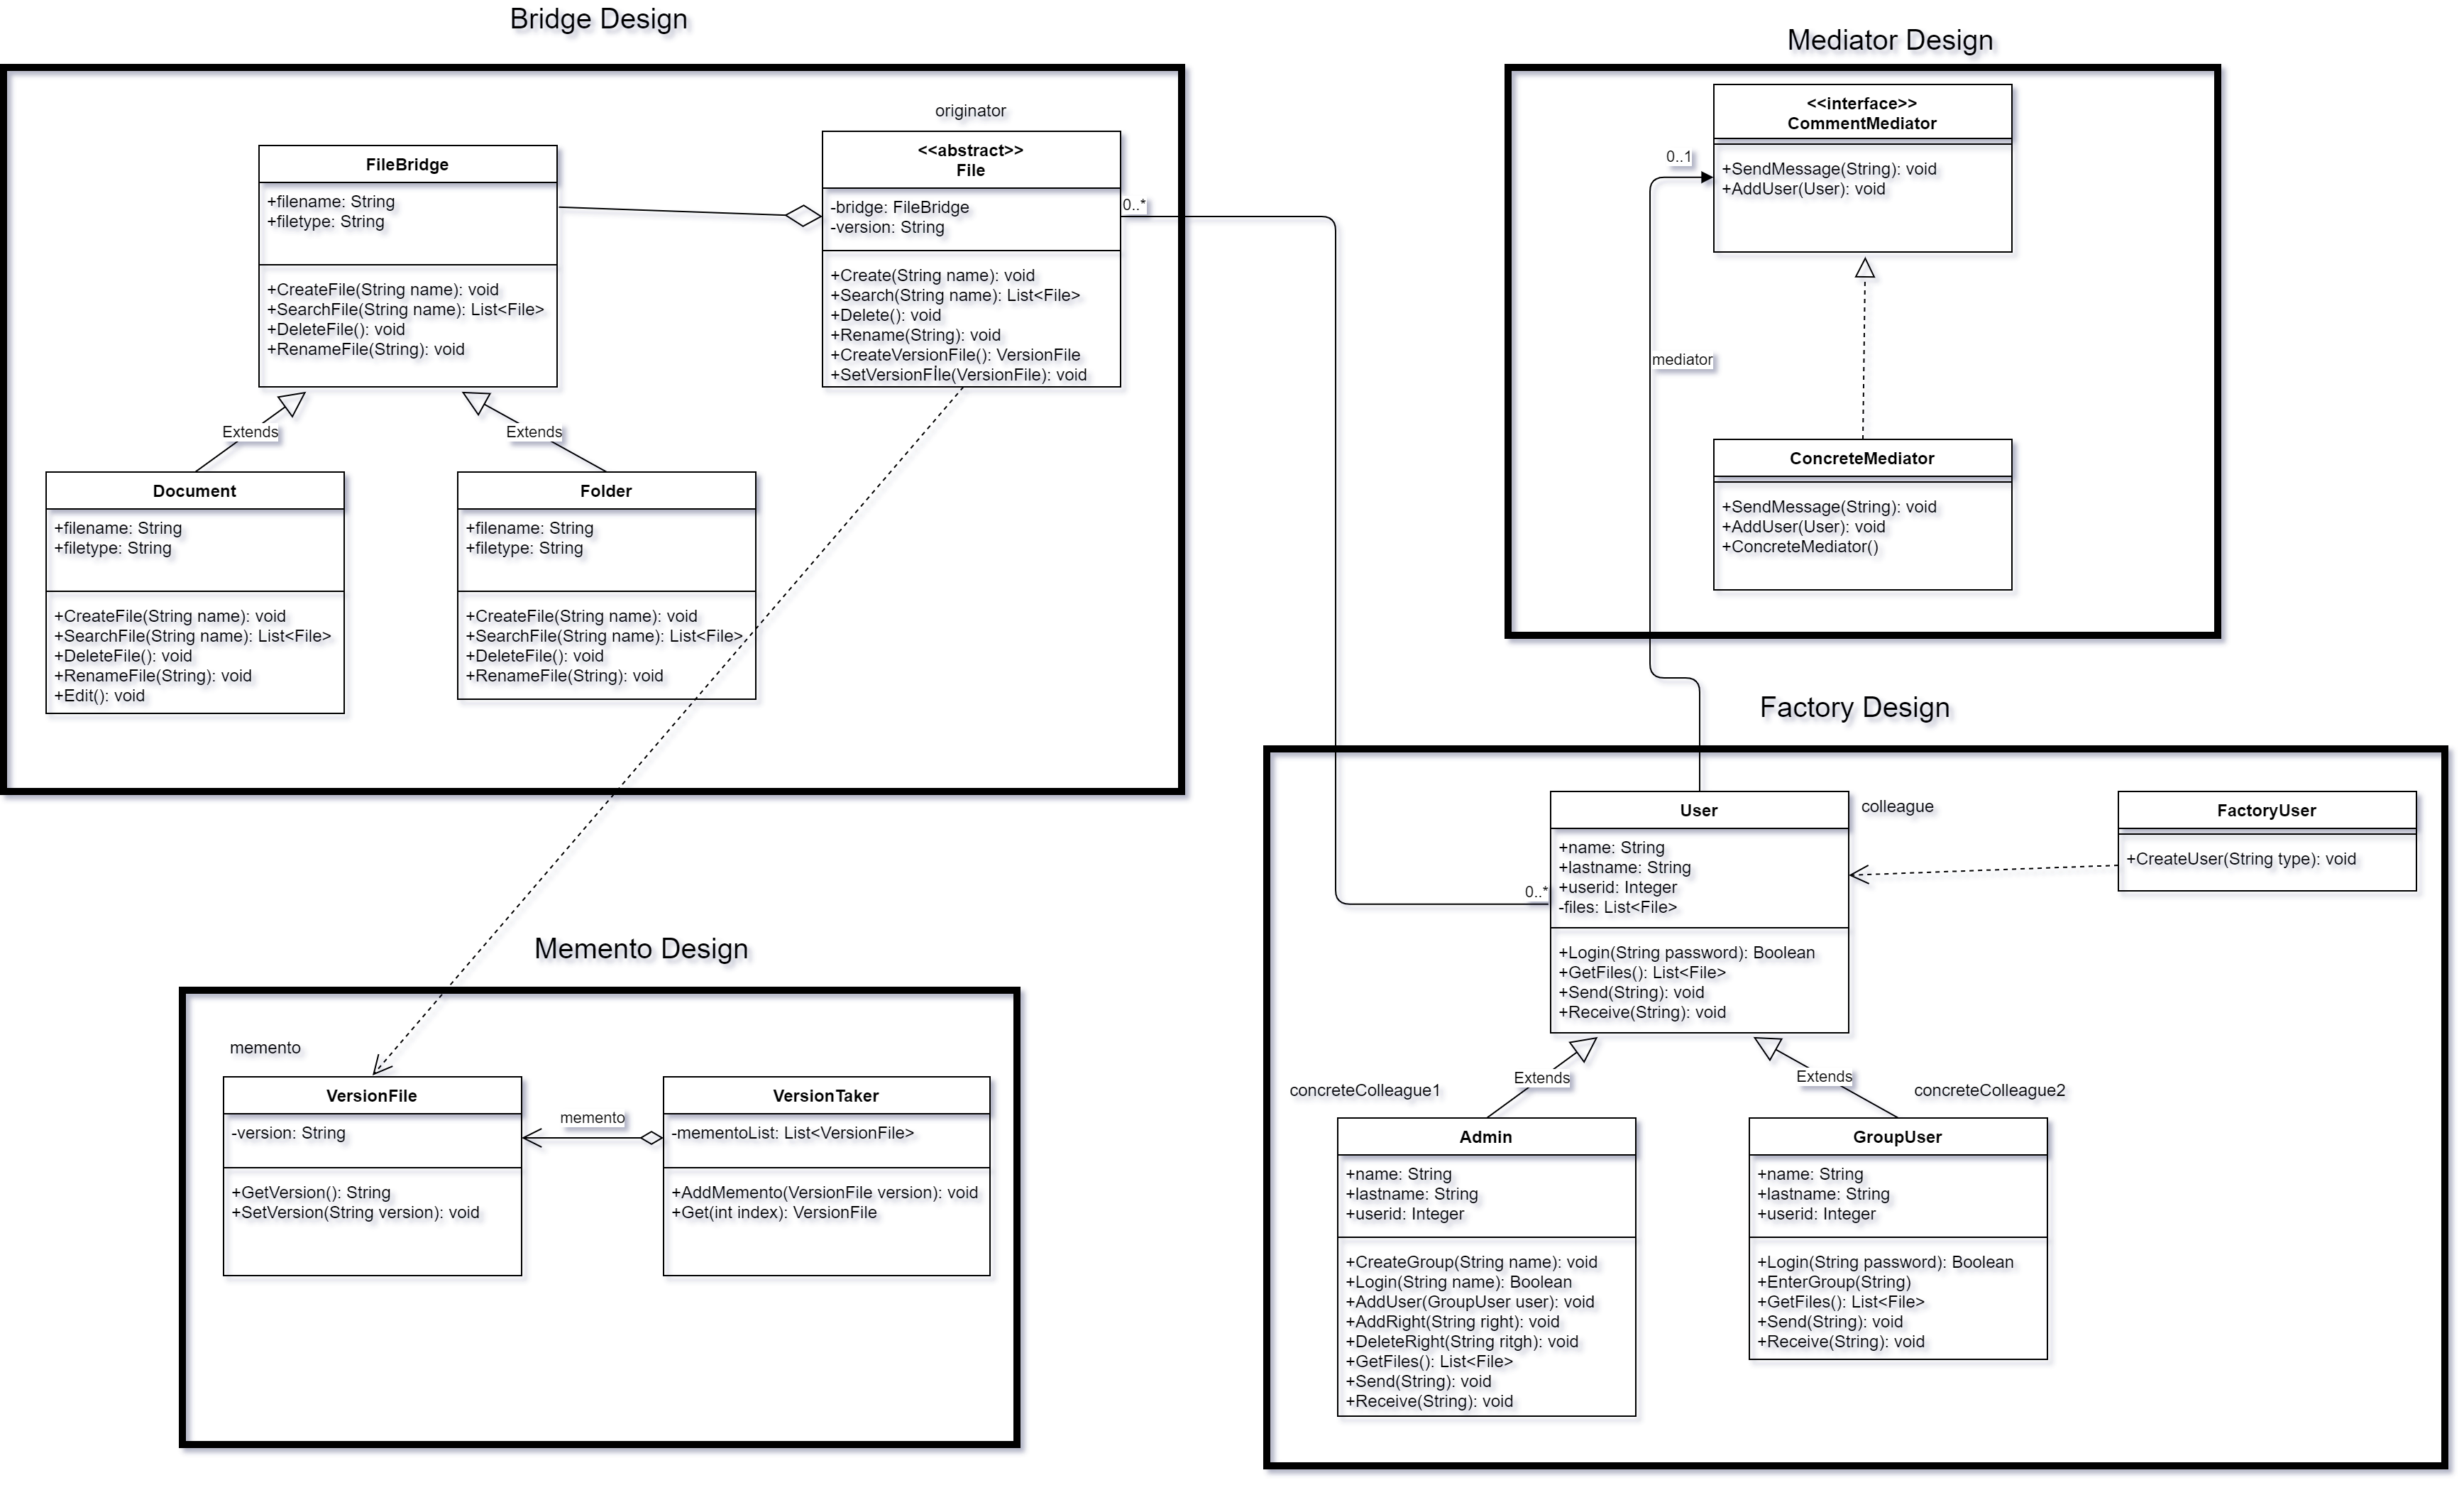 Bridge Design
originator
FileBridge
+filename: String
+filetype: String
+CreateFile(String name): void
+SearchFile(String name): List<File>
+DeleteFile(): void
+RenameFile(String): void
<<abstract>>
File
-bridge: FileBridge
-version: String
+Create(String name): void
+Search(String name): List<File>
+Delete(): void
+Rename(String): void
+CreateVersionFile(): VersionFile
+SetVersionFİle(VersionFile): void
0..*
Extends
Extends
Document
+filename: String
+filetype: String
+CreateFile(String name): void
+SearchFile(String name): List<File>
+DeleteFile(): void
+RenameFile(String): void
+Edit(): void
Folder
+filename: String
+filetype: String
+CreateFile(String name): void
+SearchFile(String name): List<File>
+DeleteFile(): void
+RenameFile(String): void
Mediator Design
<<interface>>
CommentMediator
+SendMessage(String): void
+AddUser(User): void
0..1
mediator
ConcreteMediator
+SendMessage(String): void
+AddUser(User): void
+ConcreteMediator()
Factory Design
User
+name: String
+lastname: String
+userid: Integer
-files: List<File>
+Login(String password): Boolean
+GetFiles(): List<File>
+Send(String): void
+Receive(String): void
colleague
0..*
FactoryUser
+CreateUser(String type): void
Extends
Extends
concreteColleague1
concreteColleague2
Admin
+name: String
+lastname: String
+userid: Integer
+CreateGroup(String name): void
+Login(String name): Boolean
+AddUser(GroupUser user): void
+AddRight(String right): void
+DeleteRight(String ritgh): void
+GetFiles(): List<File>
+Send(String): void
+Receive(String): void
GroupUser
+name: String
+lastname: String
+userid: Integer
+Login(String password): Boolean
+EnterGroup(String)
+GetFiles(): List<File>
+Send(String): void
+Receive(String): void
Memento Design
memento
VersionFile
-version: String
+GetVersion(): String
+SetVersion(String version): void
memento
VersionTaker
-mementoList: List<VersionFile>
+AddMemento(VersionFile version): void
+Get(int index): VersionFile